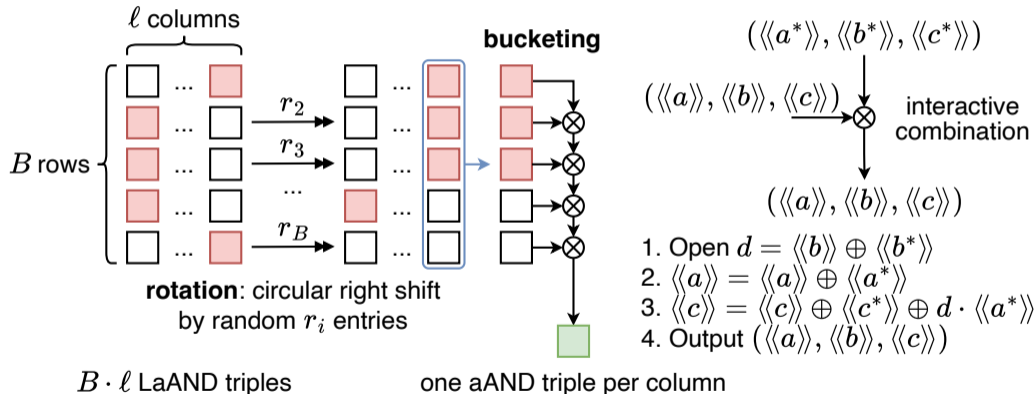 ℓ columns
B rows
...
...
...
...
...
...
...
...
...
...
r₂
r₃
...
r_B
rotation: circular right shift
by random rᵢ entries
B · ℓ LaAND triples
bucketing
one aAND triple per column
(⟪a*⟫, ⟪b*⟫, ⟪c*⟫)
(⟪a⟫, ⟪b⟫, ⟪c⟫)
interactive
combination
(⟪a⟫, ⟪b⟫, ⟪c⟫)
1. Open d = ⟪b⟫ ⊕ ⟪b*⟫
2. ⟪a⟫ = ⟪a⟫ ⊕ ⟪a*⟫
3. ⟪c⟫ = ⟪c⟫ ⊕ ⟪c*⟫ ⊕ d · ⟪a*⟫
4. Output (⟪a⟫, ⟪b⟫, ⟪c⟫)